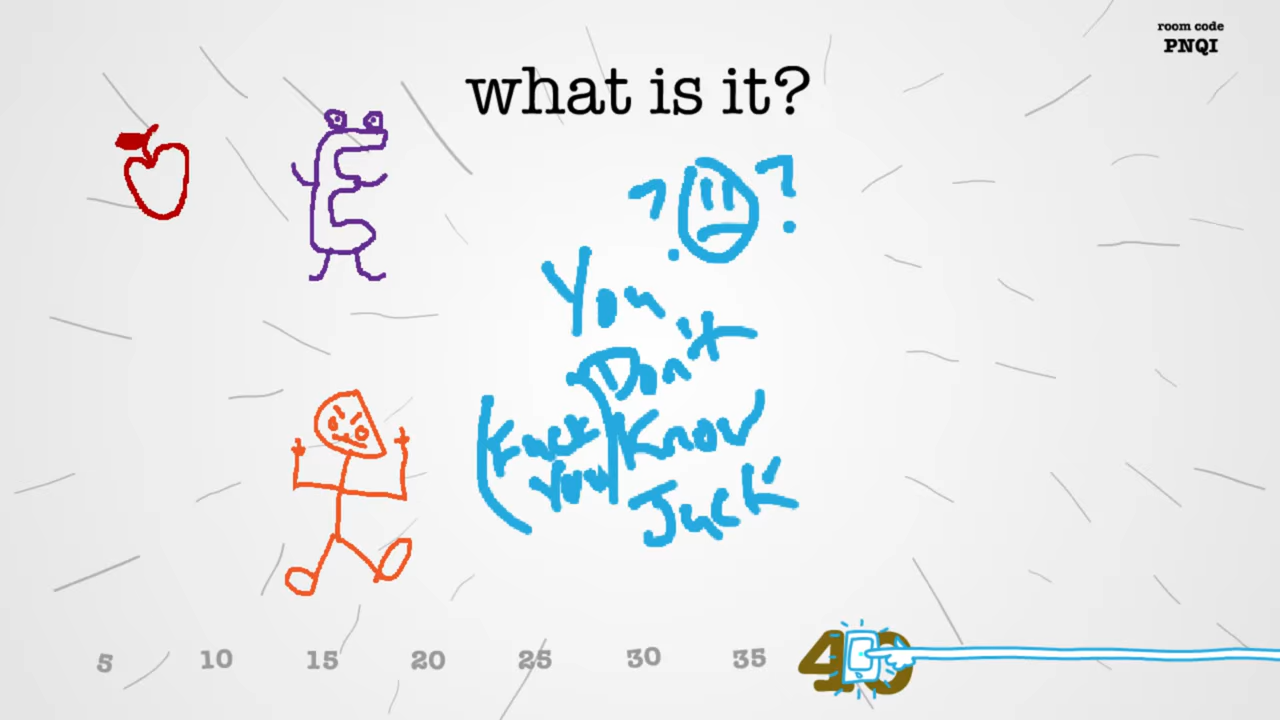 room code
PNQI
what is it?
? ?
You
Don't
(Fuck Know
You) Jack
5 10 15 20 25 30 35 40